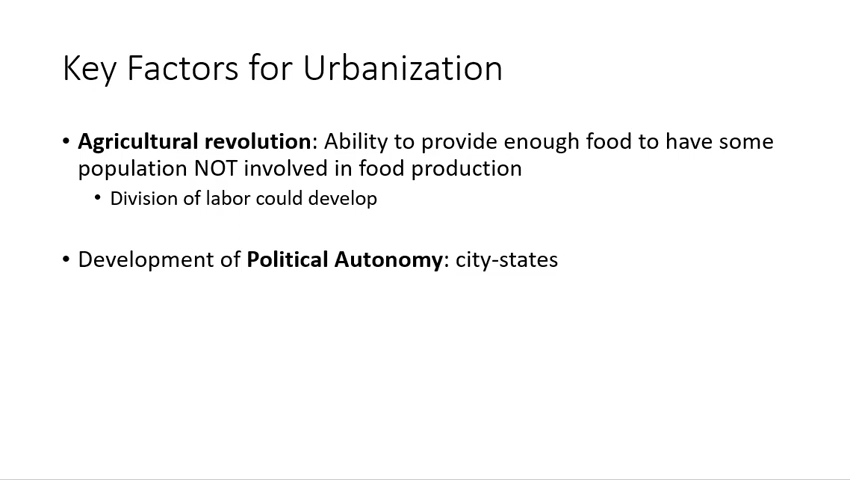 Key Factors for Urbanization
• Agricultural revolution: Ability to provide enough food to have some
population NOT involved in food production
• Division of labor could develop
• Development of Political Autonomy: city-states